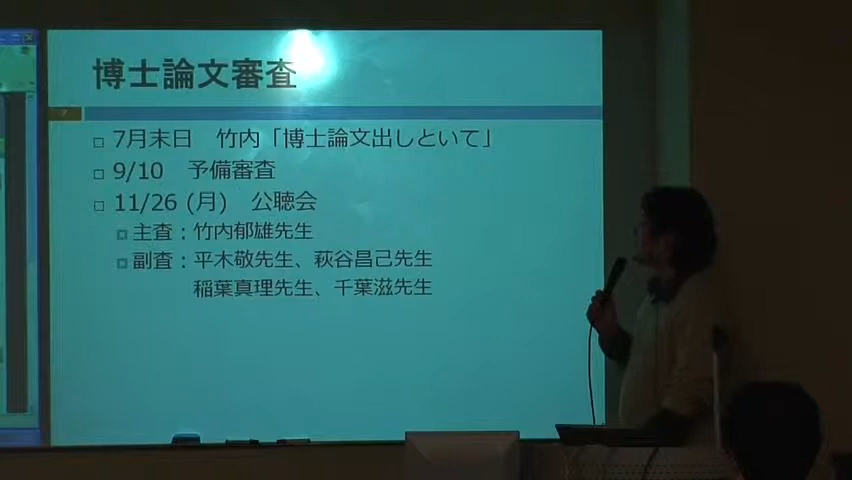 博士論文審査
7
7月末日　竹内「博士論文出しといて」
9/10　予備審査
11/26 (月)　公聴会
主査：竹内郁雄先生
副査：平木敬先生、萩谷昌己先生
稲葉真理先生、千葉滋先生